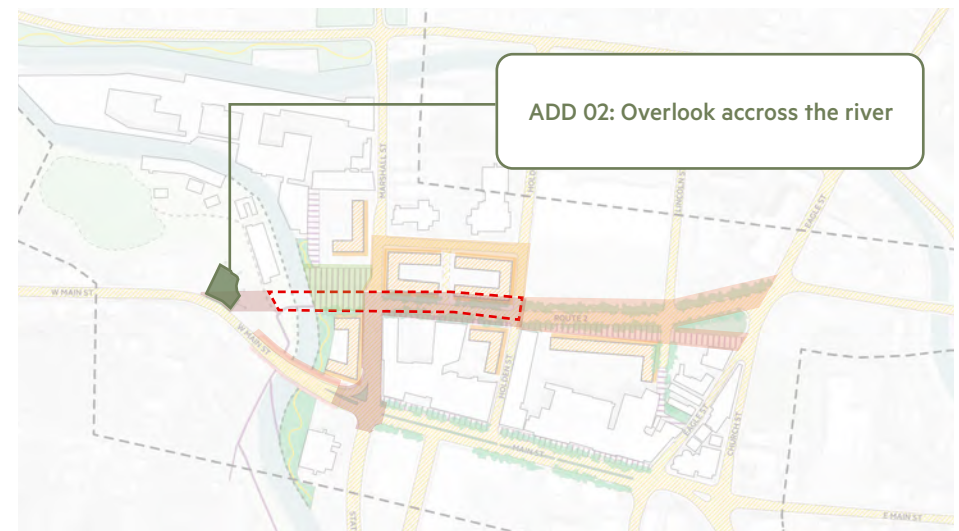 ADD 02: Overlook accross the river
MARSHALL ST
LINCOLN ST
EAGLE ST
W MAIN ST
ROUTE 2
W MAIN ST
HOLDEN ST
EAGLE ST
CHURCH ST
MAIN ST
E MAIN ST